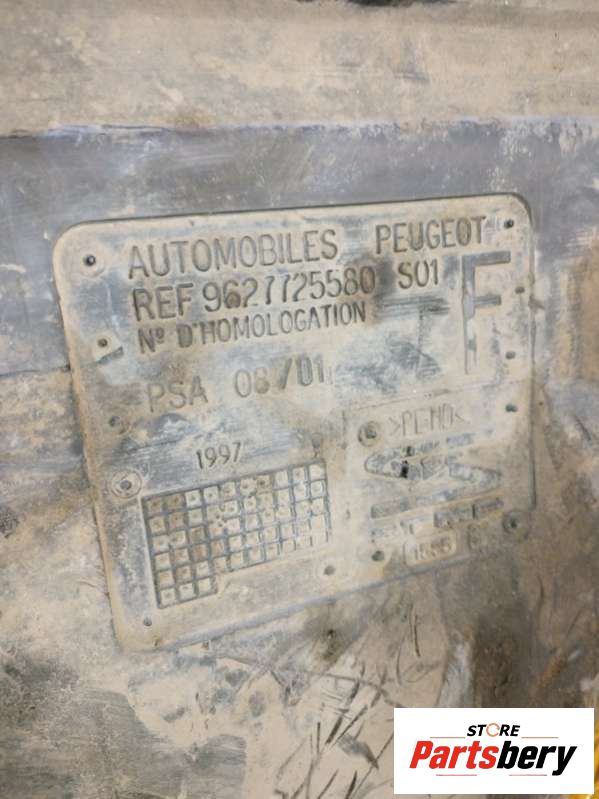 AUTOMOBILES PEUGEOT
REF 9627725580 S01
F
Nº D'HOMOLOGATION
PSA 08/01
>PE-HD<
1997
STORE
Partsbery